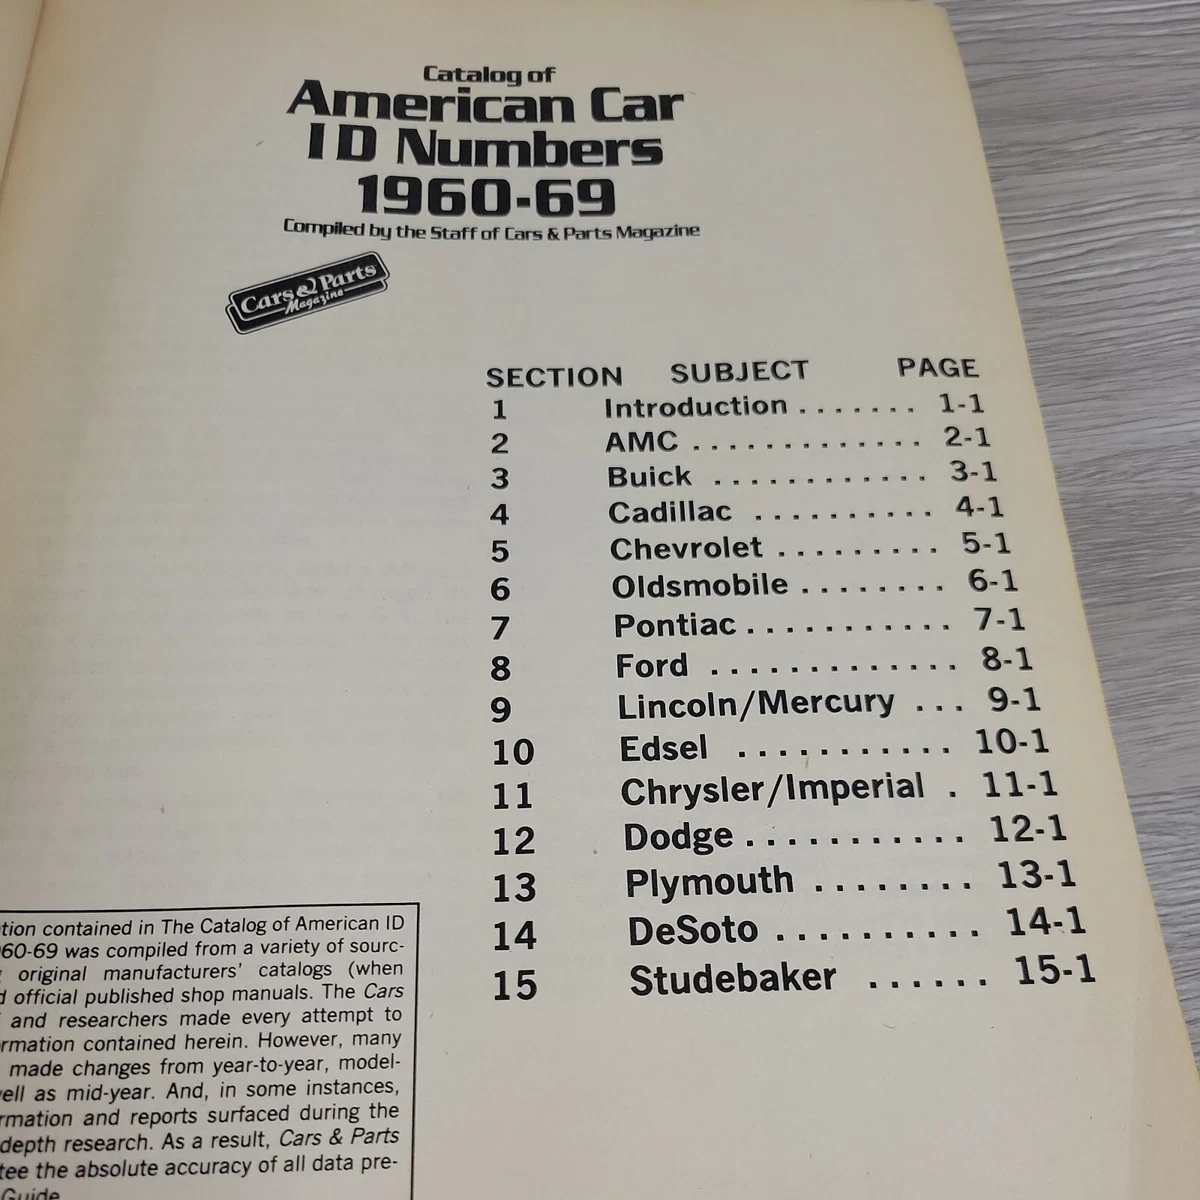 Catalog of
American Car
ID Numbers
1960-69
Compiled by the Staff of Cars & Parts Magazine
Cars & Parts
Magazine
SECTION SUBJECT PAGE
1 Introduction . . . . . . . 1-1
2 AMC . . . . . . . . . . . . . 2-1
3 Buick . . . . . . . . . . . . 3-1
4 Cadillac . . . . . . . . . . 4-1
5 Chevrolet . . . . . . . . . 5-1
6 Oldsmobile . . . . . . . . 6-1
7 Pontiac . . . . . . . . . . . 7-1
8 Ford . . . . . . . . . . . . . 8-1
9 Lincoln/Mercury . . . 9-1
10 Edsel . . . . . . . . . . . 10-1
11 Chrysler/Imperial . 11-1
12 Dodge . . . . . . . . . . . 12-1
13 Plymouth . . . . . . . . 13-1
14 DeSoto . . . . . . . . . . 14-1
15 Studebaker . . . . . . 15-1
tion contained in The Catalog of American ID
960-69 was compiled from a variety of sourc-
original manufacturers' catalogs (when
official published shop manuals. The Cars
and researchers made every attempt to
rmation contained herein. However, many
made changes from year-to-year, model-
well as mid-year. And, in some instances,
rmation and reports surfaced during the
depth research. As a result, Cars & Parts
tee the absolute accuracy of all data pre-
Guide.